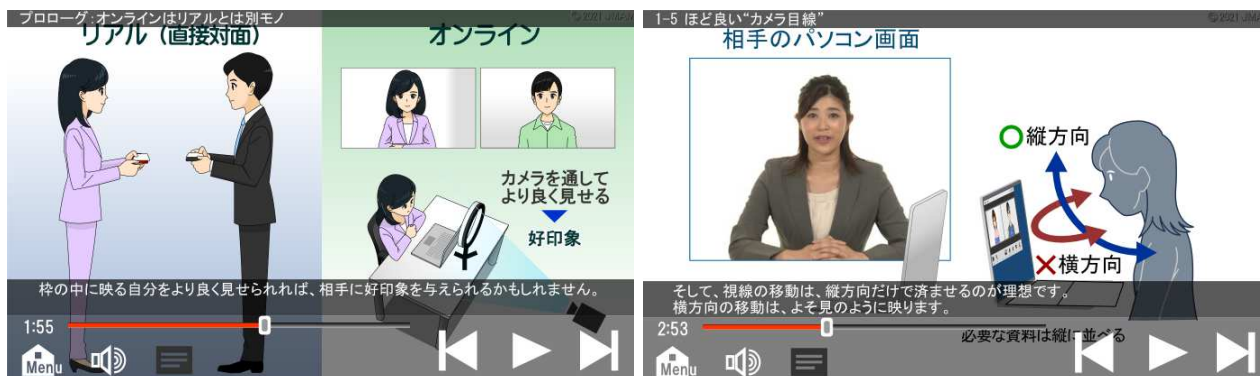 プロローグ:オンラインはリアルとは別モノ
©2021 JMAM
リアル（直接対面）
オンライン
カメラを通して
より良く見せる
好印象
枠の中に映る自分をより良く見せられれば、相手に好印象を与えられるかもしれません。
1:55
Menu
1-5 ほど良い“カメラ目線”
©2021 JMAM
相手のパソコン画面
縦方向
横方向
そして、視線の移動は、縦方向だけで済ませるのが理想です。
横方向の移動は、よそ見のように映ります。
2:53
必要な資料は縦に並べる
Menu